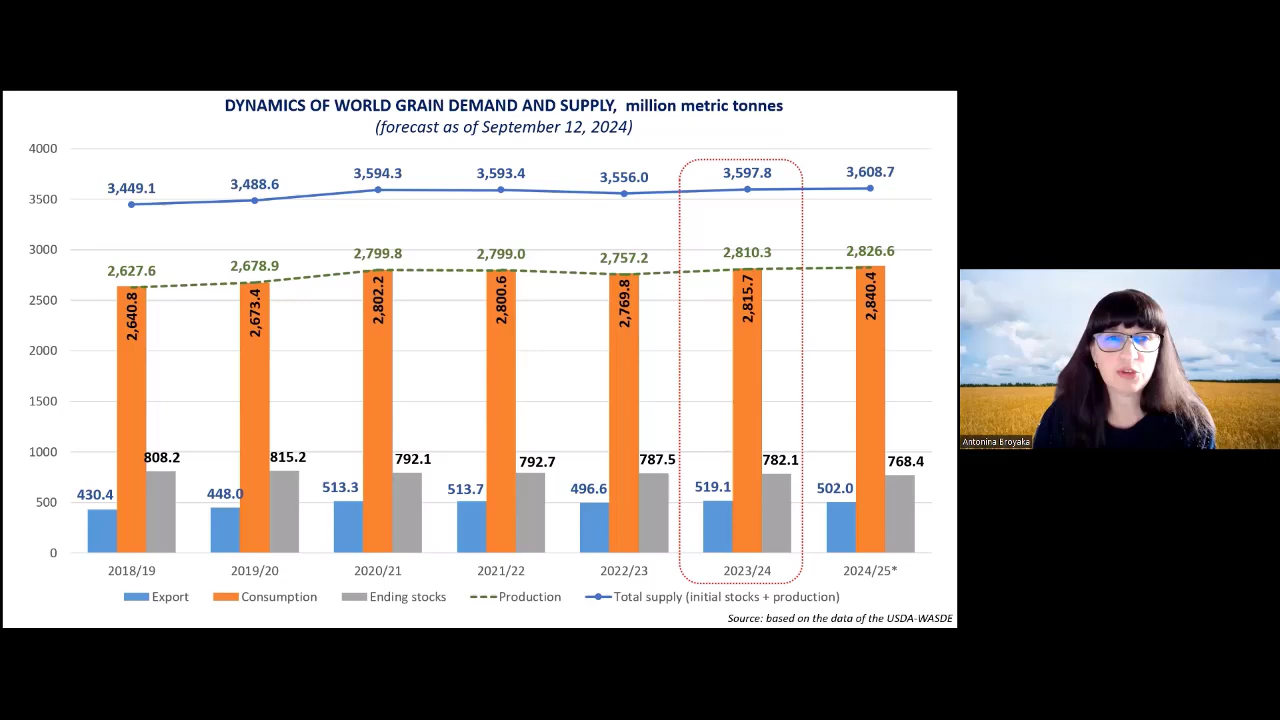 DYNAMICS OF WORLD GRAIN DEMAND AND SUPPLY, million metric tonnes
(forecast as of September 12, 2024)
4000
3500
3000
2500
2000
1500
1000
500
0
3,449.1 3,488.6 3,594.3 3,593.4 3,556.0 3,597.8 3,608.7
2,627.6 2,678.9 2,799.8 2,799.0 2,757.2 2,810.3 2,826.6
2,640.8 2,673.4 2,802.2 2,800.6 2,769.8 2,815.7 2,840.4
808.2 815.2 792.1 792.7 787.5 782.1 768.4
430.4 448.0 513.3 513.7 496.6 519.1 502.0
2018/19 2019/20 2020/21 2021/22 2022/23 2023/24 2024/25*
Export Consumption Ending stocks Production Total supply (initial stocks + production)
Source: based on the data of the USDA-WASDE
Antonina Broyaka